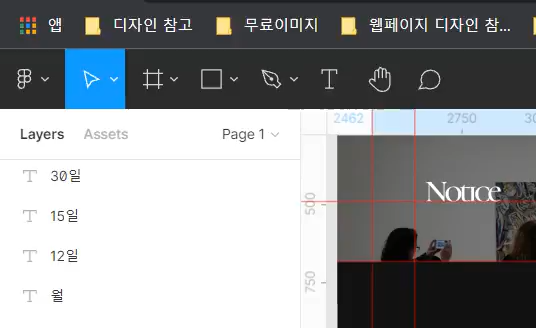 앱 디자인 참고 무료이미지 웹페이지 디자인 참...
T
Layers Assets Page 1
2462 2750
T 30일
T 15일
T 12일
T 월
500
750
Notice